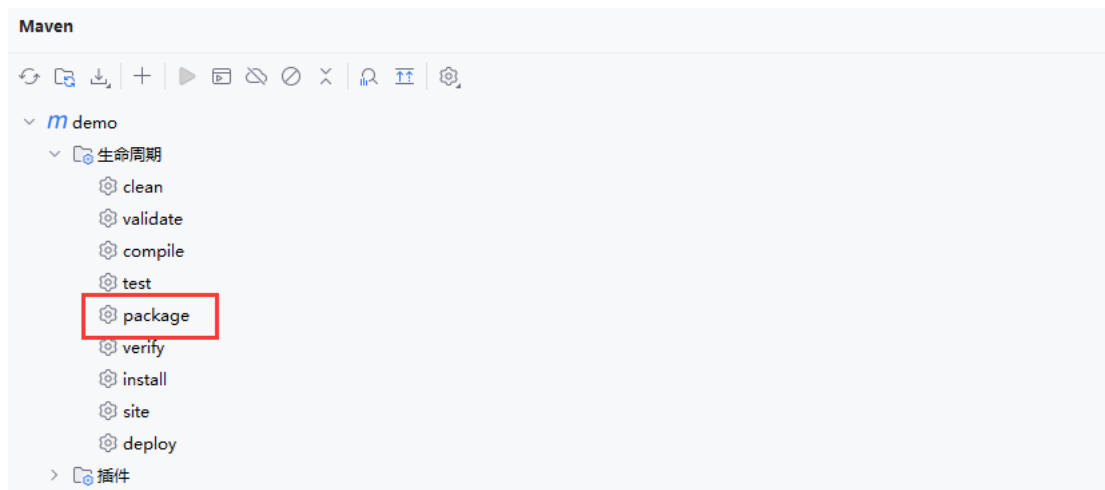 Maven
m demo
生命周期
clean
validate
compile
test
package
verify
install
site
deploy
插件